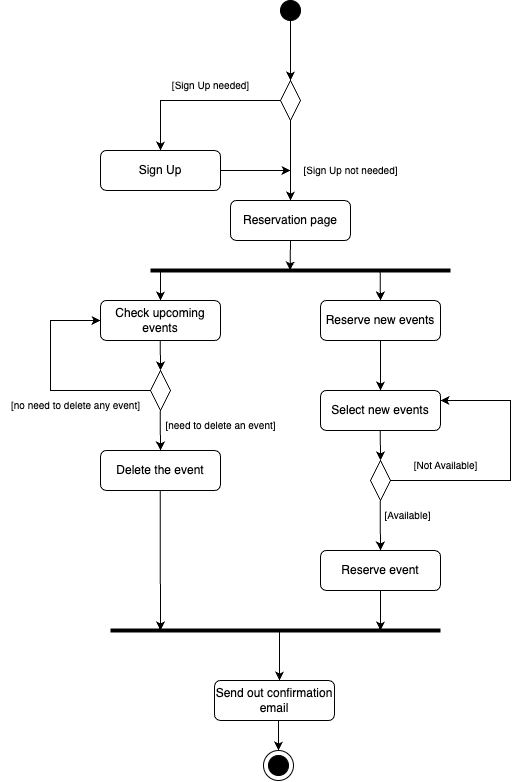 [Sign Up needed]
Sign Up
[Sign Up not needed]
Reservation page
Check upcoming
events
Reserve new events
[no need to delete any event]
Select new events
[need to delete an event]
Delete the event
[Not Available]
[Available]
Reserve event
Send out confirmation
email